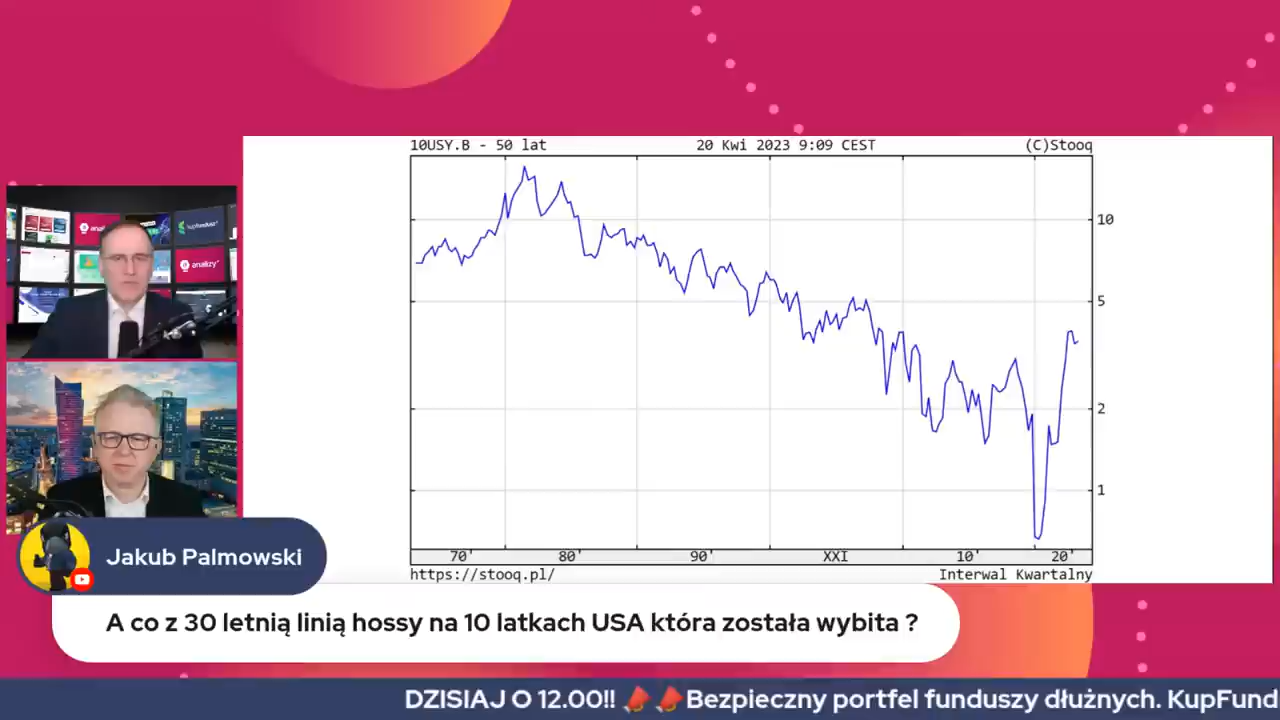 10USY.B - 50 lat
20 Kwi 2023 9:09 CEST
(C)Stooq
10
5
2
1
70'
80'
90'
XXI
10'
20'
https://stooq.pl/
Interwal Kwartalny
kupfundusz
analizy
Jakub Palmowski
A co z 30 letnią linią hossy na 10 latkach USA która została wybita ?
DZISIAJ O 12.00!! 📣📣Bezpieczny portfel funduszy dłużnych. KupFund